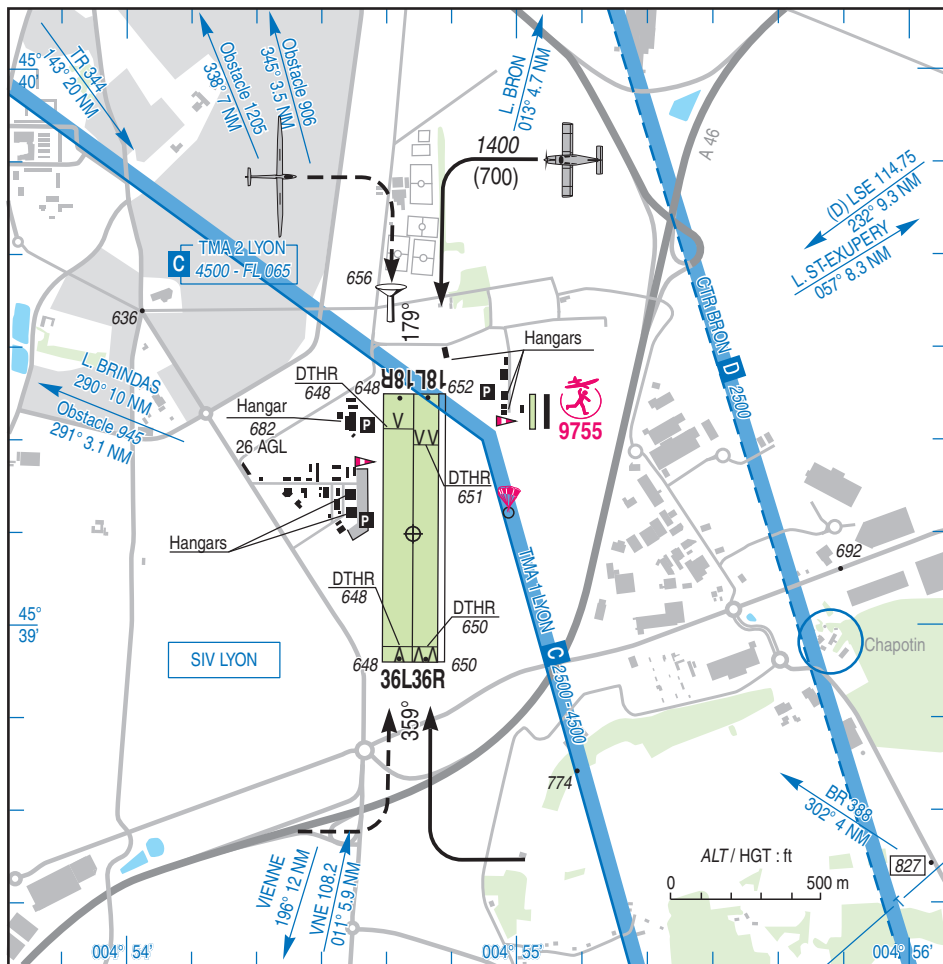 45°
40'
TR 344
143° 20 NM
Obstacle 1205
338° 7 NM
Obstacle 906
345° 3.5 NM
L. BRON
013° 4.7 NM
1400
(700)
A 46
(D) LSE 114.75
232° 9.3 NM
L. ST-EXUPERY
057° 8.3 NM
C
TMA 2 LYON
4500 - FL 065
656
179°
636
CTR BRON D 2500
Hangars
L. BRINDAS
290° 10 NM
Obstacle 945
291° 3.1 NM
DTHR
648
648
18R
18L
652
P
9755
Hangar
682
26 AGL
P
DTHR
651
P
Hangars
TMA 1 LYON C 2500 - 4500
692
DTHR
648
DTHR
650
45°
39'
SIV LYON
648
650
36L
36R
Chapotin
359°
774
BR 388
302° 4 NM
ALT / HGT : ft
0
500 m
827
VIENNE
196° 12 NM
VNE 108.2
011° 5.9 NM
004° 54'
004° 55'
004° 56'